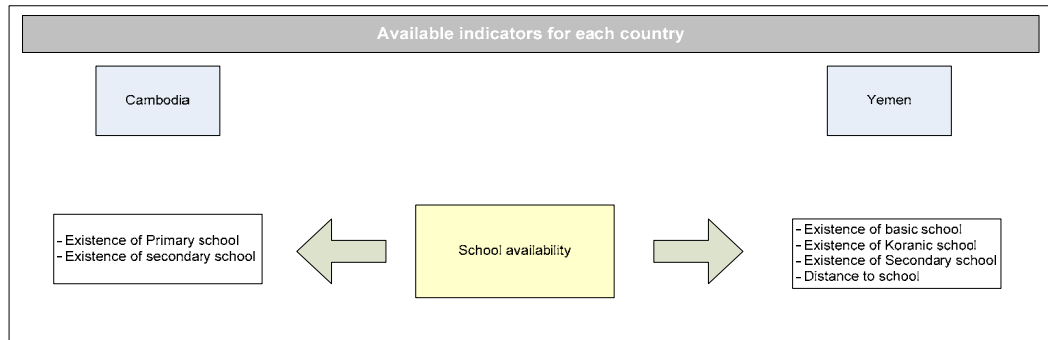 Available indicators for each country
Cambodia
Yemen
- Existence of Primary school
- Existence of secondary school
School availability
- Existence of basic school
- Existence of Koranic school
- Existence of Secondary school
- Distance to school